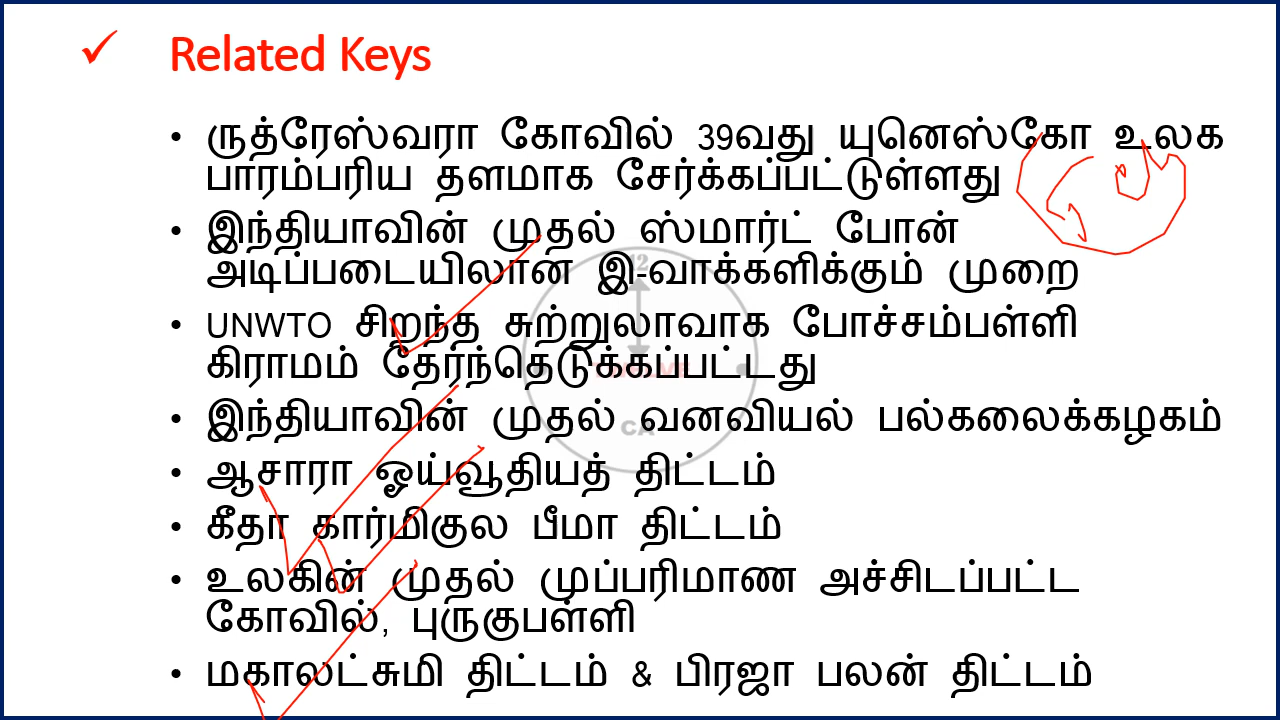 ✓ Related Keys
• ருத்ரேஸ்வரா கோவில் 39வது யுனெஸ்கோ உலக
பாரம்பரிய தளமாக சேர்க்கப்பட்டுள்ளது
• இந்தியாவின் முதல் ஸ்மார்ட் போன்
அடிப்படையிலான இ-வாக்களிக்கும் முறை
• UNWTO சிறந்த சுற்றுலாவாக போச்சம்பள்ளி
கிராமம் தேர்ந்தெடுக்கப்பட்டது
• இந்தியாவின் முதல் வனவியல் பல்கலைக்கழகம்
• ஆசாரா ஓய்வூதியத் திட்டம்
• கீதா கார்மிகுல பீமா திட்டம்
• உலகின் முதல் முப்பரிமாண அச்சிடப்பட்ட
கோவில், புருகுபள்ளி
• மகாலட்சுமி திட்டம் & பிரஜா பலன் திட்டம்
12
CA